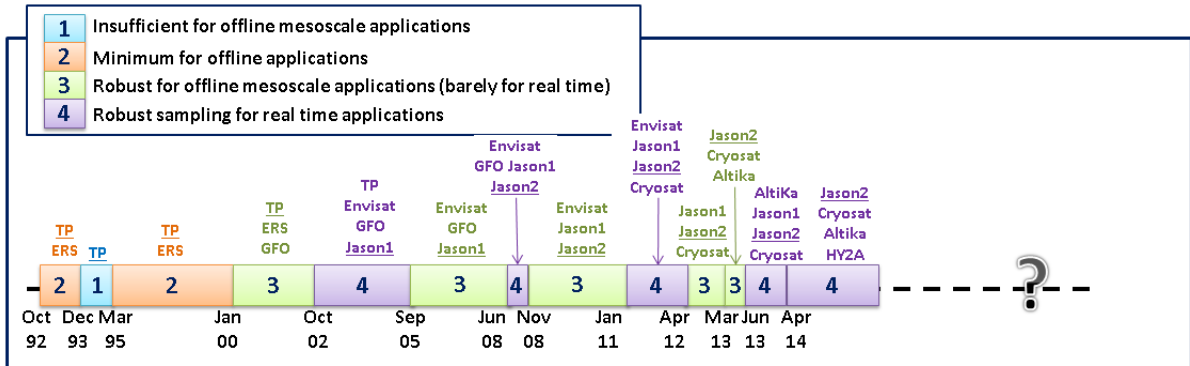 1 Insufficient for offline mesoscale applications
2 Minimum for offline applications
3 Robust for offline mesoscale applications (barely for real time)
4 Robust sampling for real time applications
TP
ERS
TP
TP
ERS
TP
ERS
GFO
TP
Envisat
GFO
Jason1
Envisat
GFO
Jason1
Envisat
GFO Jason1
Jason2
Envisat
Jason1
Jason2
Envisat
Jason1
Jason2
Cryosat
Jason1
Jason2
Cryosat
Jason2
Cryosat
Altika
AltiKa
Jason1
Jason2
Cryosat
Jason2
Cryosat
Altika
HY2A
2 1 2 3 4 3 4 3 4 3 3 4 4
?
Oct Dec Mar Jan Oct Sep Jun Nov Jan Apr Mar Jun Apr
92 93 95 00 02 05 08 08 11 12 13 13 14